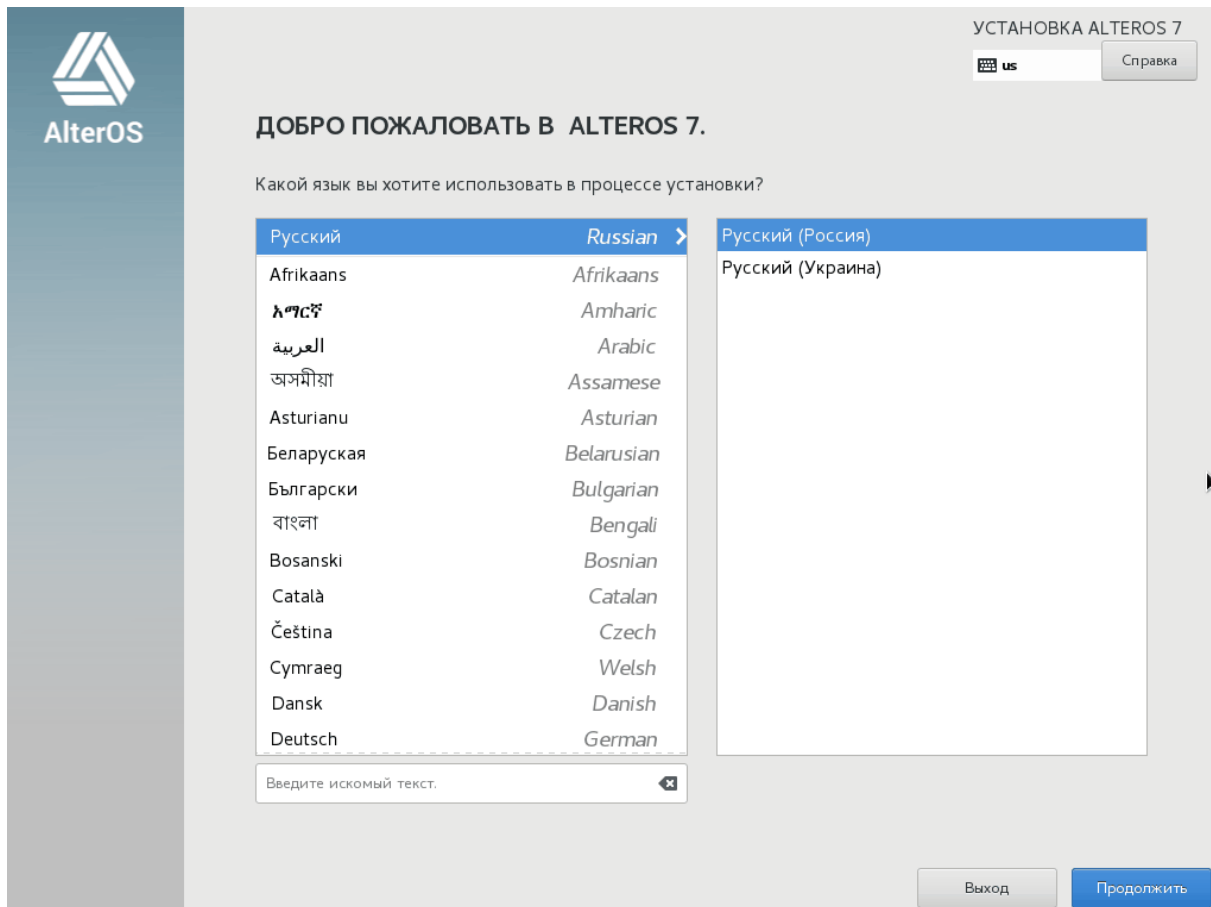 AlterOS
УСТАНОВКА ALTEROS 7
us
Справка
ДОБРО ПОЖАЛОВАТЬ В ALTEROS 7.
Какой язык вы хотите использовать в процессе установки?
Русский Russian
Afrikaans Afrikaans
አማርኛ Amharic
العربية Arabic
অসমীয়া Assamese
Asturianu Asturian
Беларуская Belarusian
Български Bulgarian
বাংলা Bengali
Bosanski Bosnian
Català Catalan
Čeština Czech
Cymraeg Welsh
Dansk Danish
Deutsch German
Русский (Россия)
Русский (Украина)
Введите искомый текст.
Выход
Продолжить